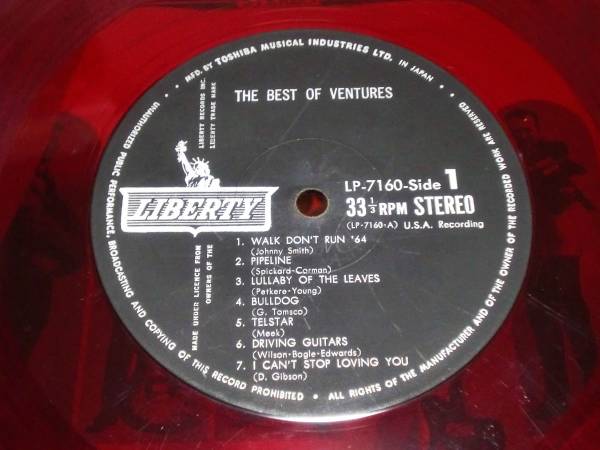 MFD. BY TOSHIBA MUSICAL INDUSTRIES LTD. IN JAPAN •
UNAUTHORIZED PUBLIC PERFORMANCE, BROADCASTING AND COPYING OF THIS RECORD PROHIBITED • ALL RIGHTS OF THE MANUFACTURER AND OF THE OWNER OF THE RECORDED WORK ARE RESERVED •
LIBERTY RECORDS INC.
LIBERTY TRADE MARK
MADE UNDER LICENCE FROM
OWNERS OF THE
THE BEST OF VENTURES
LIBERTY
LP-7160-Side 1
33 1/3 RPM STEREO
(LP-7160-A) U.S.A. Recording
1. WALK DON'T RUN '64
(Johnny Smith)
2. PIPELINE
(Spickard-Carman)
3. LULLABY OF THE LEAVES
(Petkere-Young)
4. BULLDOG
(G. Tomsco)
5. TELSTAR
(Meek)
6. DRIVING GUITARS
(Wilson-Bogle-Edwards)
7. I CAN'T STOP LOVING YOU
(D. Gibson)